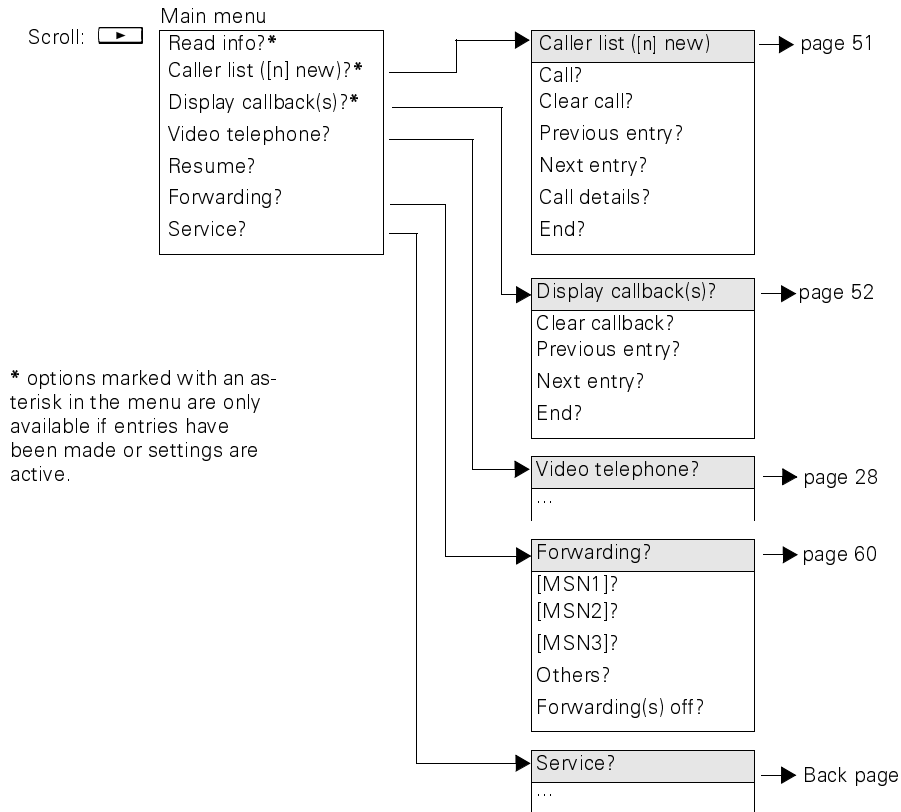 Main menu
Scroll:
Read info?*
Caller list ([n] new)?*
Display callback(s)?*
Video telephone?
Resume?
Forwarding?
Service?
* options marked with an as-
terisk in the menu are only
available if entries have
been made or settings are
active.
Caller list ([n] new)
page 51
Call?
Clear call?
Previous entry?
Next entry?
Call details?
End?
Display callback(s)?
page 52
Clear callback?
Previous entry?
Next entry?
End?
Video telephone?
page 28
...
Forwarding?
page 60
[MSN1]?
[MSN2]?
[MSN3]?
Others?
Forwarding(s) off?
Service?
Back page
...